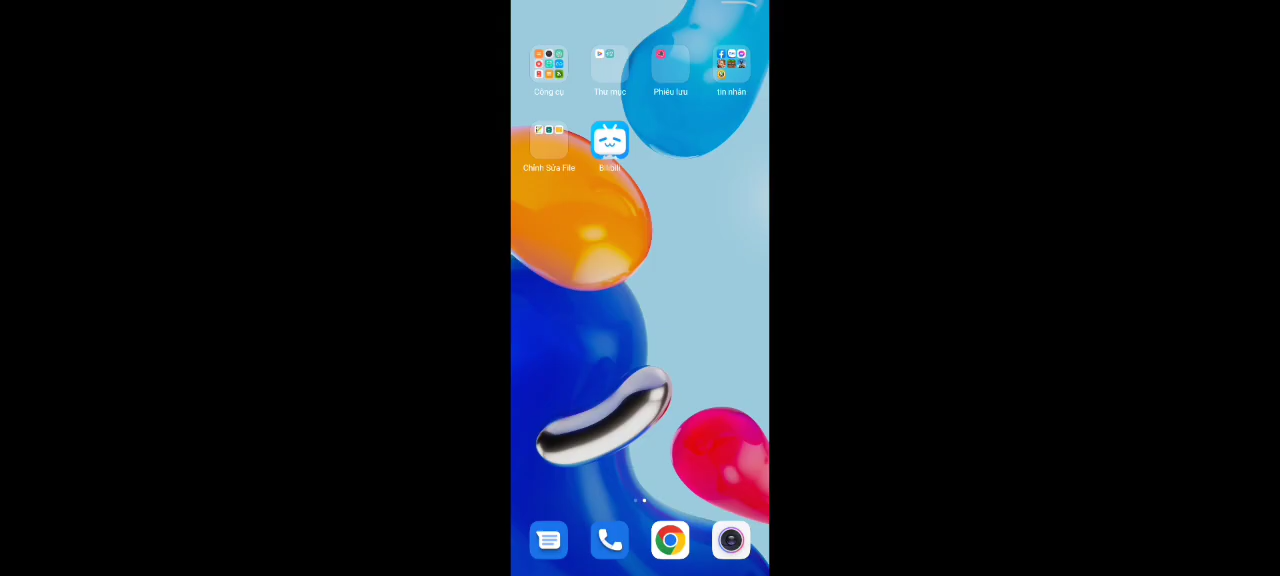 Công cụ
Thư mục
Phiêu lưu
tin nhắn
Chỉnh Sửa File
Bilibili